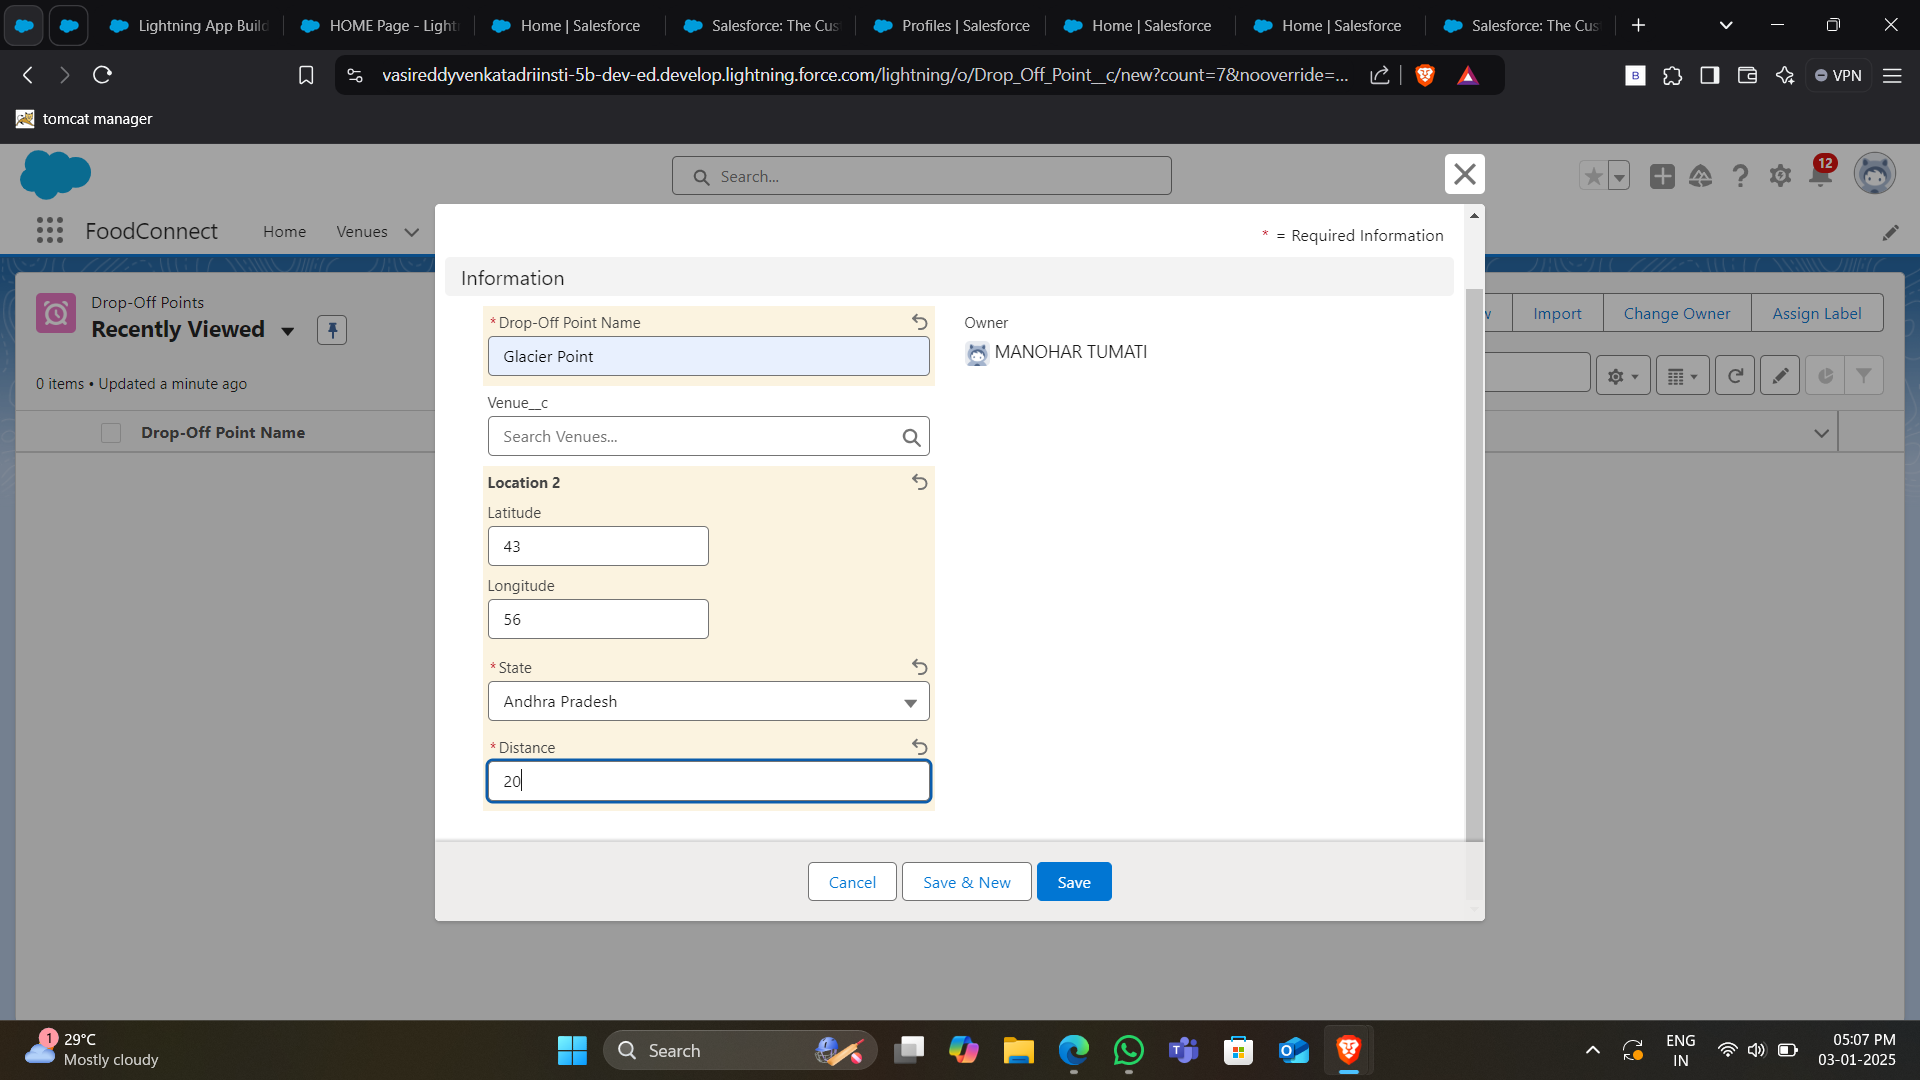 Lightning App Build
HOME Page - Light
Home | Salesforce
Salesforce: The Cus
Profiles | Salesforce
Home | Salesforce
Home | Salesforce
Salesforce: The Cus
vasireddyvenkatadriinsti-5b-dev-ed.develop.lightning.force.com/lightning/o/Drop_Off_Point__c/new?count=7&nooverride=...
B
VPN
tomcat manager
Search...
12
FoodConnect
Home
Venues
* = Required Information
Information
Drop-Off Points
Recently Viewed
Import
Change Owner
Assign Label
0 items • Updated a minute ago
Drop-Off Point Name
* Drop-Off Point Name
Glacier Point
Owner
MANOHAR TUMATI
Venue__c
Search Venues...
Location 2
Latitude
43
Longitude
56
* State
Andhra Pradesh
* Distance
20
Cancel
Save & New
Save
1
29°C
Mostly cloudy
Search
ENG
IN
05:07 PM
03-01-2025